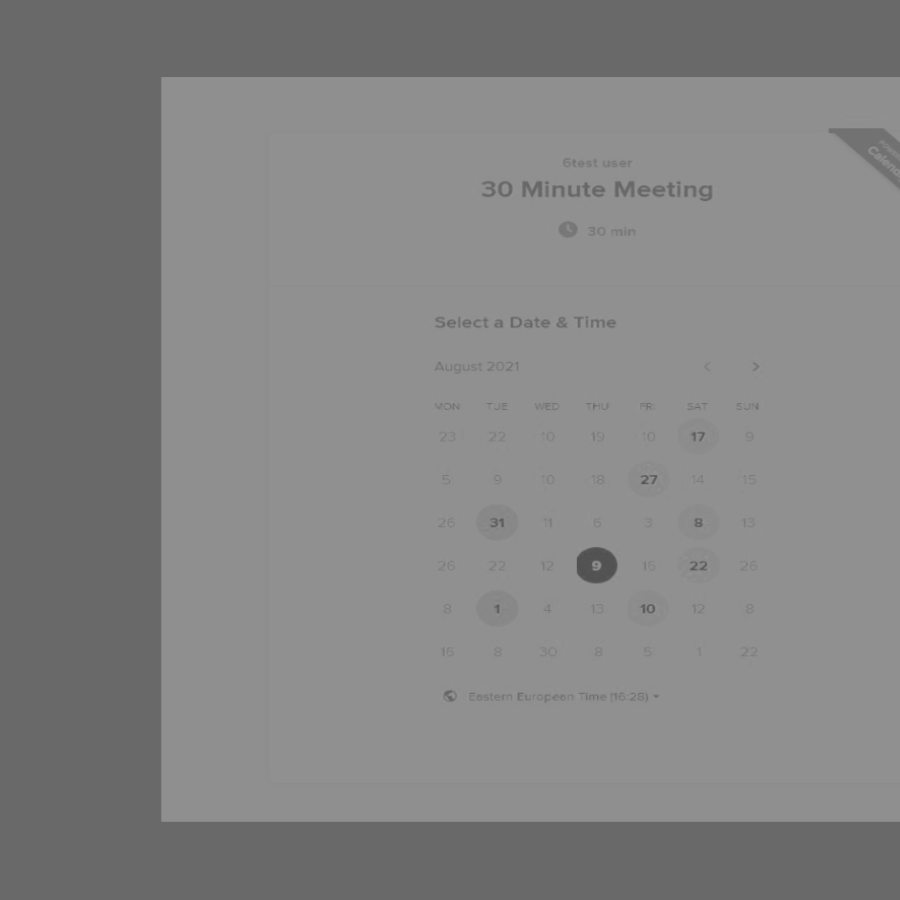 6test user
30 Minute Meeting
30 min
Select a Date & Time
August 2021
MON TUE WED THU FRI SAT SUN
23 22 10 19 10 17 9
5 9 10 18 27 14 15
26 31 11 6 3 8 13
26 22 12 9 15 22 26
8 1 4 13 10 12 8
16 8 30 8 5 1 22
Eastern European Time (16:28)